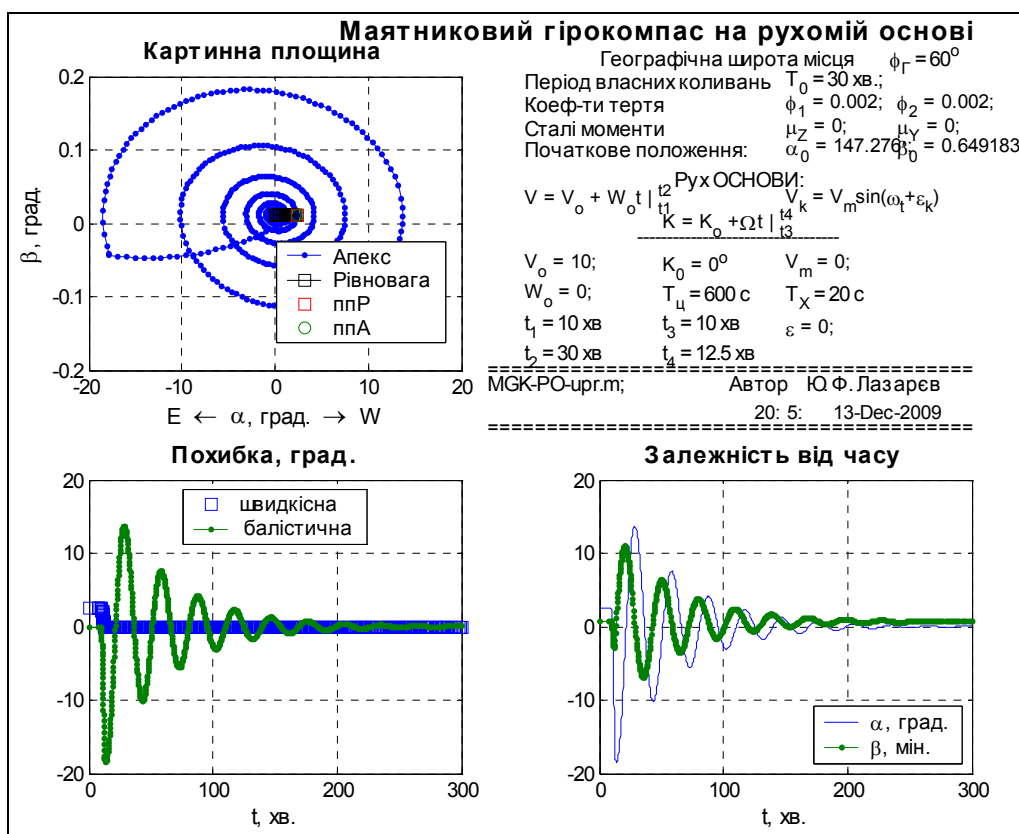 Маятниковий гірокомпас на рухомій основі
Картинна площина
0.2
0.1
0
-0.1
-0.2
β, град.
-20
-10
0
10
20
E ← α, град. → W
Апекс
Рівновага
ппР
ппА
Географічна широта місця ϕГ = 60o
Період власних коливань T0 = 30 хв.;
Коеф-ти тертя ϕ1 = 0.002; ϕ2 = 0.002;
Сталі моменти μZ = 0; μY = 0;
Початкове положення: α0 = 147.276; β0 = 0.649183
Рух ОСНОВИ:
V = Vo + Wot |t1t2 Vk = Vmsin(ωt+εk)
K = Ko +Ωt |t3t4
Vo = 10; K0 = 0o Vm = 0;
Wo = 0; Tц = 600 c TX = 20 c
t1 = 10 хв t3 = 10 хв ε = 0;
t2 = 30 хв t4 = 12.5 хв
MGK-PO-upr.m; Автор Ю Ф. Лазарєв
20: 5: 13-Dec-2009
Похибка, град.
20
10
0
-10
-20
0
100
200
300
t, хв.
швидкісна
балістична
Залежність від часу
20
10
0
-10
-20
0
100
200
300
t, хв.
α, град.
β, мін.